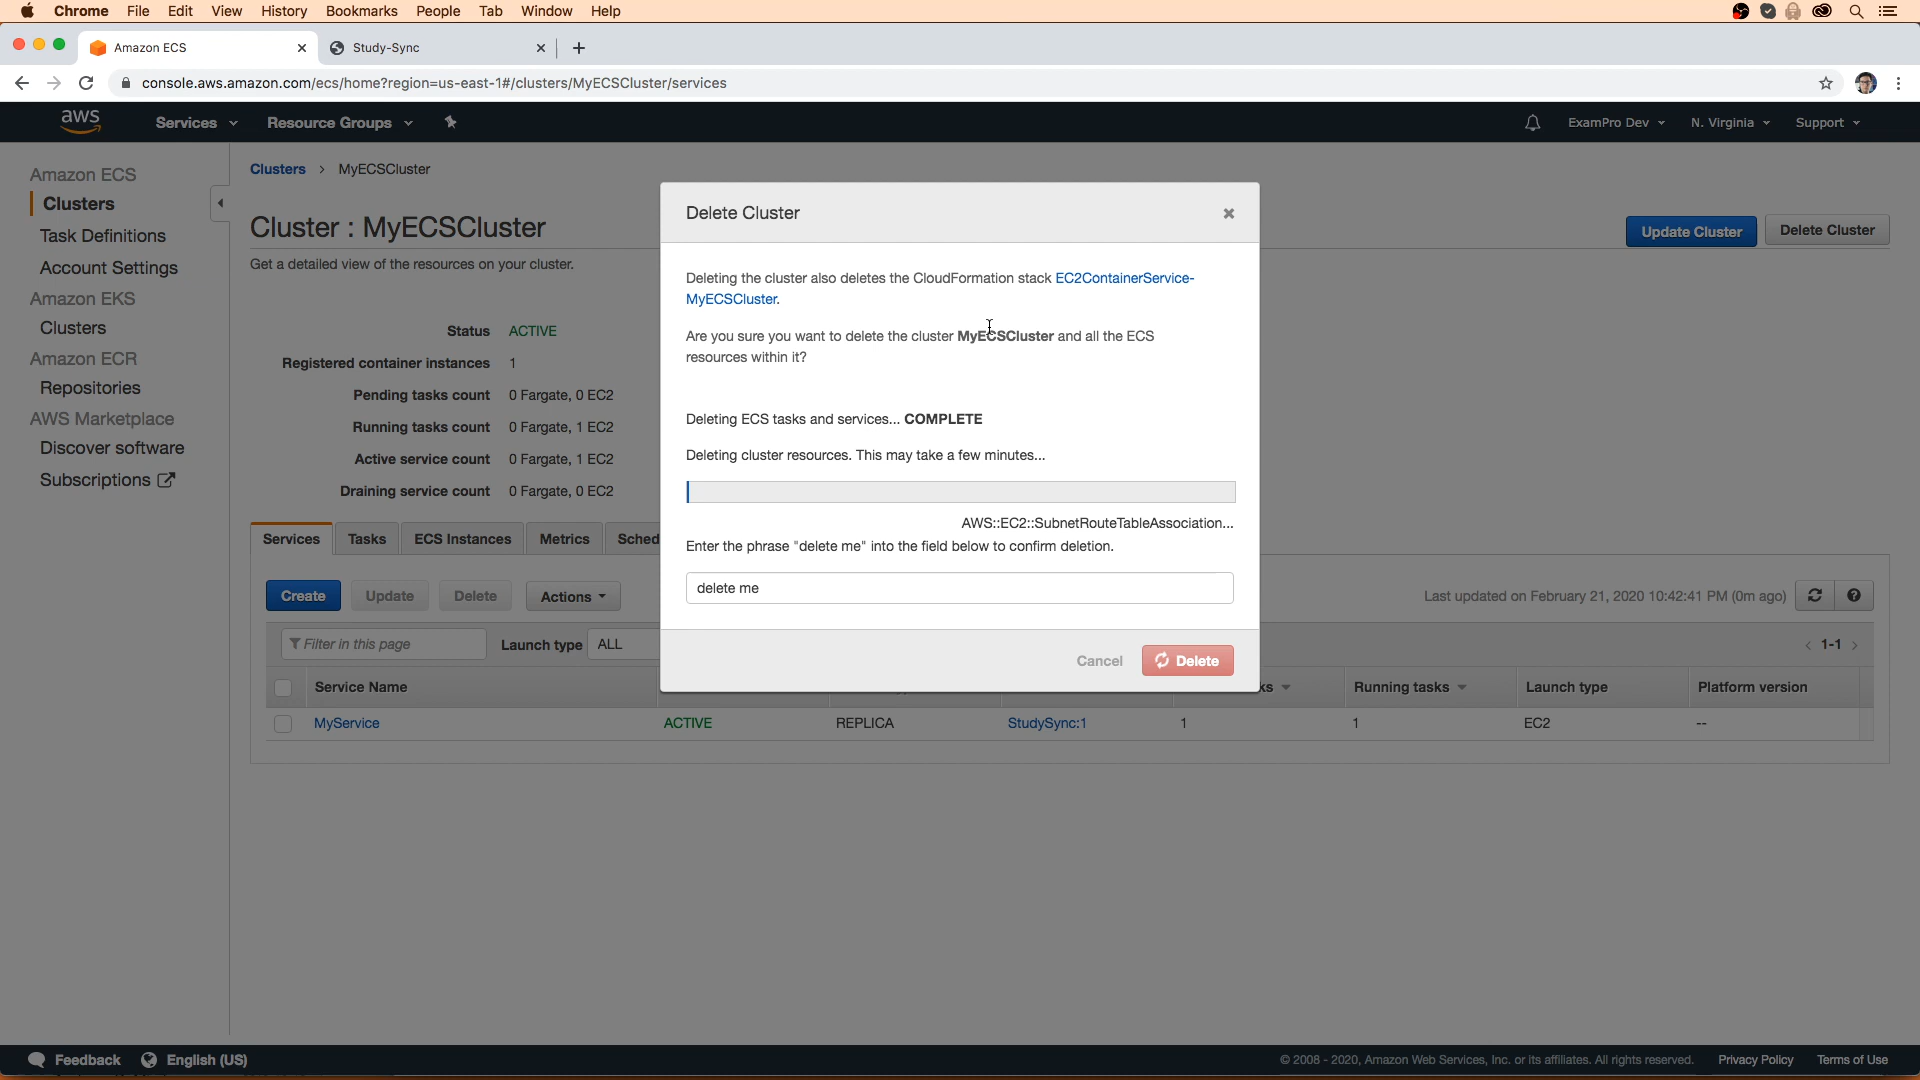 Chrome File Edit View History Bookmarks People Tab Window Help
Amazon ECS
Study-Sync
console.aws.amazon.com/ecs/home?region=us-east-1#/clusters/MyECSCluster/services
aws Services Resource Groups ExamPro Dev N. Virginia Support
Amazon ECS
Clusters
Task Definitions
Account Settings
Amazon EKS
Clusters
Amazon ECR
Repositories
AWS Marketplace
Discover software
Subscriptions
Clusters > MyECSCluster
Cluster : MyECSCluster
Update Cluster Delete Cluster
Get a detailed view of the resources on your cluster.
Status ACTIVE
Registered container instances 1
Pending tasks count 0 Fargate, 0 EC2
Running tasks count 0 Fargate, 1 EC2
Active service count 0 Fargate, 1 EC2
Draining service count 0 Fargate, 0 EC2
Services Tasks ECS Instances Metrics Sched
Create Update Delete Actions
Last updated on February 21, 2020 10:42:41 PM (0m ago)
Filter in this page Launch type ALL
< 1-1 >
Service Name ks Running tasks Launch type Platform version
MyService ACTIVE REPLICA StudySync:1 1 1 EC2 --
Delete Cluster
Deleting the cluster also deletes the CloudFormation stack EC2ContainerService-
MyECSCluster.
Are you sure you want to delete the cluster MyECSCluster and all the ECS
resources within it?
Deleting ECS tasks and services... COMPLETE
Deleting cluster resources. This may take a few minutes...
AWS::EC2::SubnetRouteTableAssociation...
Enter the phrase "delete me" into the field below to confirm deletion.
delete me
Cancel Delete
Feedback English (US)
© 2008 - 2020, Amazon Web Services, Inc. or its affiliates. All rights reserved. Privacy Policy Terms of Use